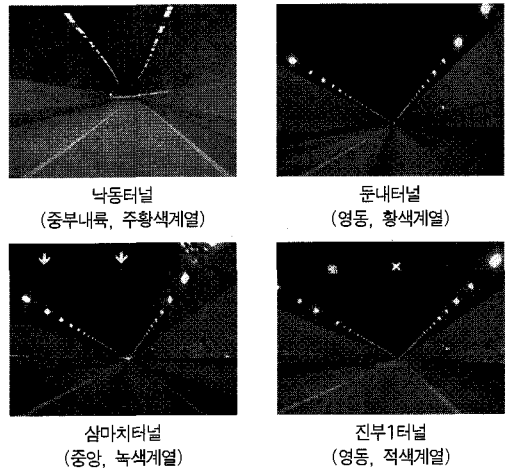 낙동터널
(중부내륙, 주황색계열)
둔내터널
(영동, 황색계열)
삼마치터널
(중앙, 녹색계열)
진부1터널
(영동, 적색계열)